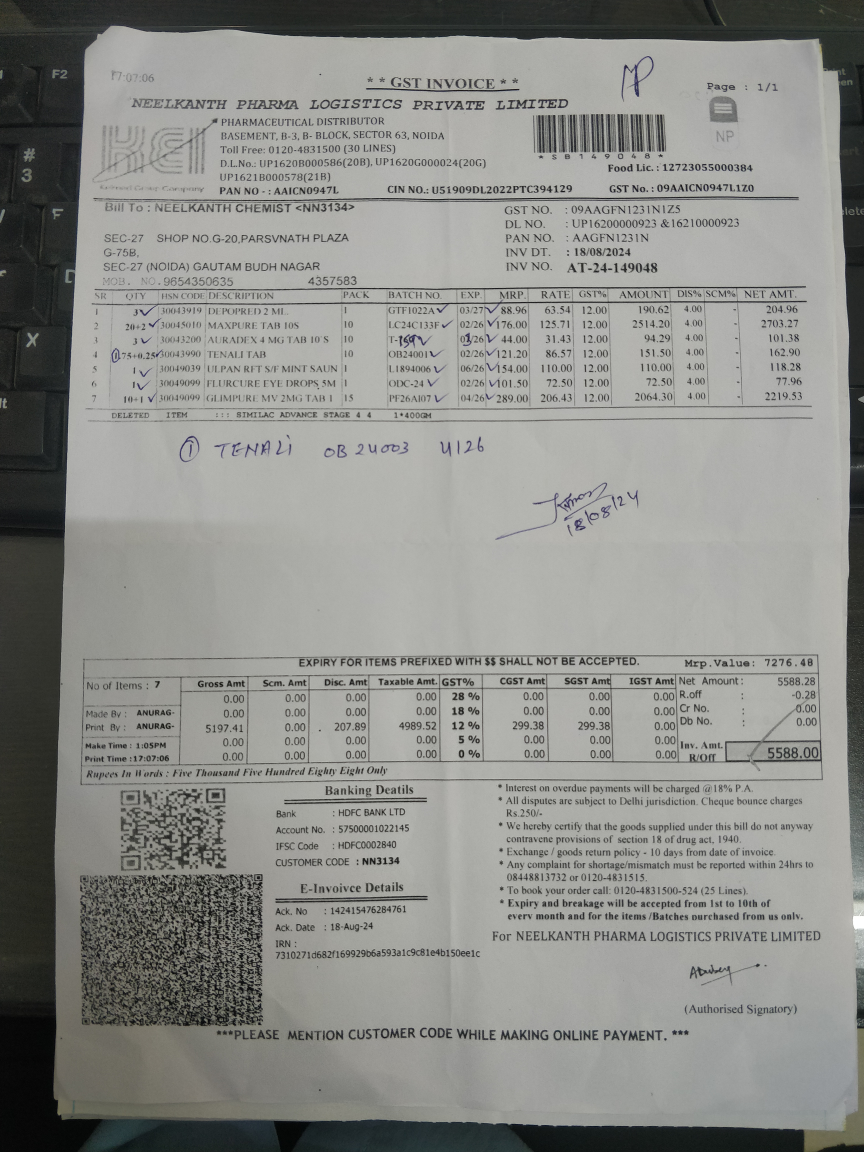 17:07:06
* * GST INVOICE * *
Page : 1/1
NEELKANTH PHARMA LOGISTICS PRIVATE LIMITED
PHARMACEUTICAL DISTRIBUTOR
BASEMENT, B-3, B- BLOCK, SECTOR 63, NOIDA
Toll Free: 0120-4831500 (30 LINES)
D.L.No.: UP1620B000586(20B), UP1620G000024(20G)
UP1621B000578(21B)
NP
* S B 1 4 9 0 4 8 *
Food Lic. : 12723055000384
PAN NO - : AAICN0947L CIN NO.: U51909DL2022PTC394129 GST No. : 09AAICN0947L1Z0
Bill To : NEELKANTH CHEMIST <NN3134>
SEC-27 SHOP NO.G-20,PARSVNATH PLAZA
G-75B,
SEC-27 (NOIDA) GAUTAM BUDH NAGAR
MOB. NO.9654350635 4357583
GST NO. : 09AAGFN1231N1Z5
DL NO. : UP16200000923 &16210000923
PAN NO. : AAGFN1231N
INV DT. : 18/08/2024
INV NO. AT-24-149048
SR QTY HSN CODE DESCRIPTION PACK BATCH NO. EXP. MRP. RATE GST% AMOUNT DIS% SCM% NET AMT.
1 3 30043919 DEPOPRED 2 ML 1 GTF1022A 03/27 88.96 63.54 12.00 190.62 4.00 - 204.96
2 20+2 30045010 MAXPURE TAB 10S 10 LC24C133F 02/26 176.00 125.71 12.00 2514.20 4.00 - 2703.27
3 3 30043200 AURADEX 4 MG TAB 10'S 10 T-159 /26 44.00 31.43 12.00 94.29 4.00 - 101.38
4 1.75+0.25 30043990 TENALI TAB 10 OB24001 02/26 121.20 86.57 12.00 151.50 4.00 - 162.90
5 1 30049039 ULPAN RFT S/F MINT SAUN 1 L1894006 06/26 154.00 110.00 12.00 110.00 4.00 - 118.28
6 1 30049099 FLURCURE EYE DROPS 5M 1 ODC-24 02/26 101.50 72.50 12.00 72.50 4.00 - 77.96
7 10+1 30049099 GLIMPURE MV 2MG TAB 1 15 PF26AI07 04/26 289.00 206.43 12.00 2064.30 4.00 - 2219.53
DELETED ITEM ::: SIMILAC ADVANCE STAGE 4 4 1*400GM
① TENALI OB 24003 4/26
18/08/24
EXPIRY FOR ITEMS PREFIXED WITH $$ SHALL NOT BE ACCEPTED. Mrp.Value: 7276.48
No of Items : 7
Made By : ANURAG-
Print By : ANURAG-
Make Time : 1:05PM
Print Time :17:07:06
Gross Amt Scm. Amt Disc. Amt Taxable Amt. GST% CGST Amt SGST Amt IGST Amt
0.00 0.00 0.00 0.00 28 % 0.00 0.00 0.00
0.00 0.00 0.00 0.00 18 % 0.00 0.00 0.00
5197.41 0.00 207.89 4989.52 12 % 299.38 299.38 0.00
0.00 0.00 0.00 0.00 5 % 0.00 0.00 0.00
0.00 0.00 0.00 0.00 0 % 0.00 0.00 0.00
Net Amount : 5588.28
R.off : -0.28
Cr No. : 0.00
Db No. : 0.00
Inv. Amt.
R/Off 5588.00
Rupees In Words : Five Thousand Five Hundred Eighty Eight Only
Banking Deatils
Bank : HDFC BANK LTD
Account No. : 57500001022145
IFSC Code : HDFC0002840
CUSTOMER CODE : NN3134
E-Invoivce Details
Ack. No : 142415476284761
Ack. Date : 18-Aug-24
IRN :
7310271d682f169929b6a593a1c9c81e4b150ee1c
* Interest on overdue payments will be charged @18% P.A.
* All disputes are subject to Delhi jurisdiction. Cheque bounce charges
Rs.250/-
* We hereby certify that the goods supplied under this bill do not anyway
contravene provisions of section 18 of drug act, 1940.
* Exchange / goods return policy - 10 days from date of invoice.
* Any complaint for shortage/mismatch must be reported within 24hrs to
08448813732 or 0120-4831515.
* To book your order call: 0120-4831500-524 (25 Lines).
* Expiry and breakage will be accepted from 1st to 10th of
every month and for the items /Batches purchased from us only.
For NEELKANTH PHARMA LOGISTICS PRIVATE LIMITED
(Authorised Signatory)
***PLEASE MENTION CUSTOMER CODE WHILE MAKING ONLINE PAYMENT. ***